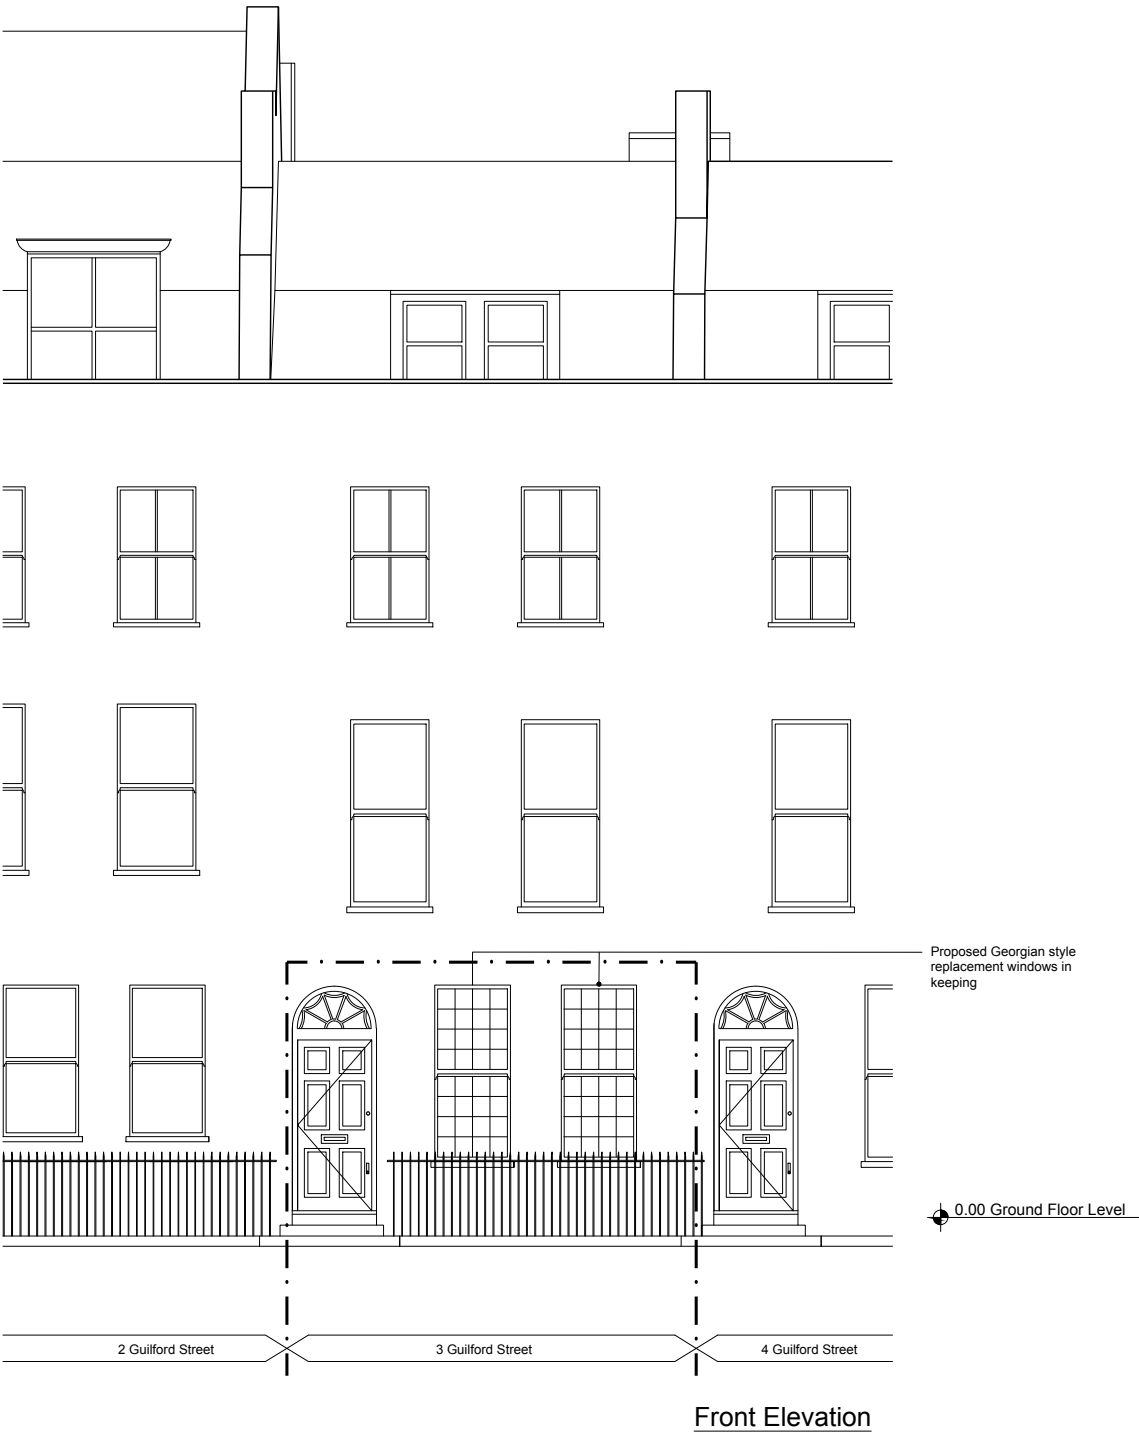 Proposed Georgian style
replacement windows in
keeping
0.00 Ground Floor Level
2 Guilford Street
3 Guilford Street
4 Guilford Street
Front Elevation